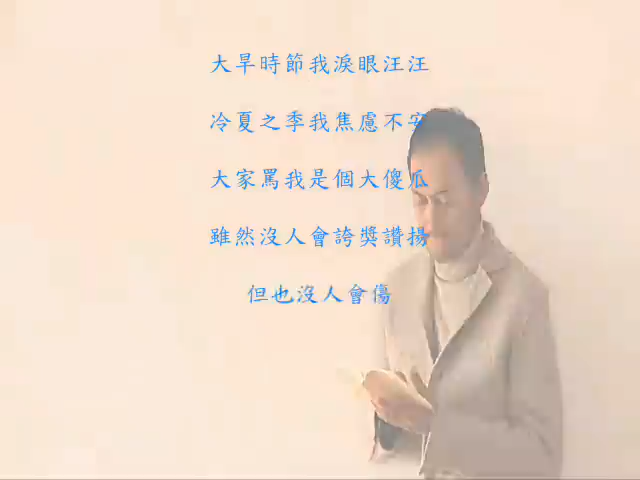 大旱時節我淚眼汪汪
冷夏之季我焦慮不安
大家罵我是個大傻瓜
雖然沒人會誇獎讚揚
但也沒人會傷